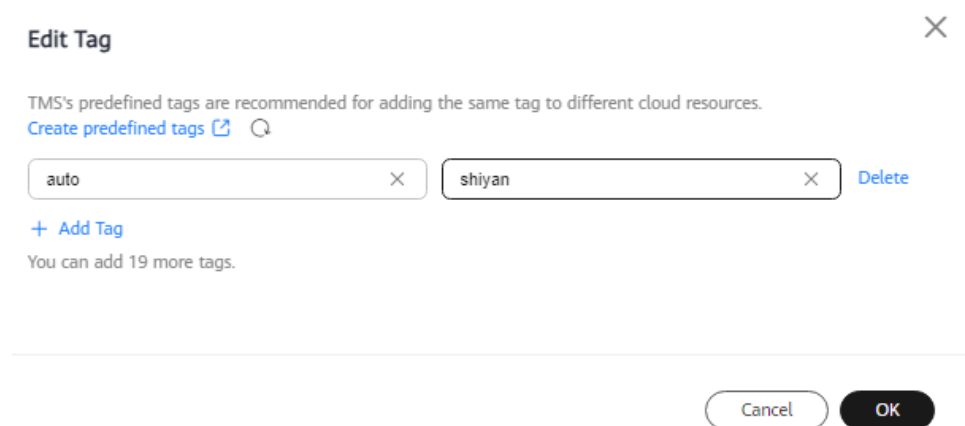 Edit Tag
TMS's predefined tags are recommended for adding the same tag to different cloud resources.
Create predefined tags
auto shiyan Delete
+ Add Tag
You can add 19 more tags.
Cancel OK